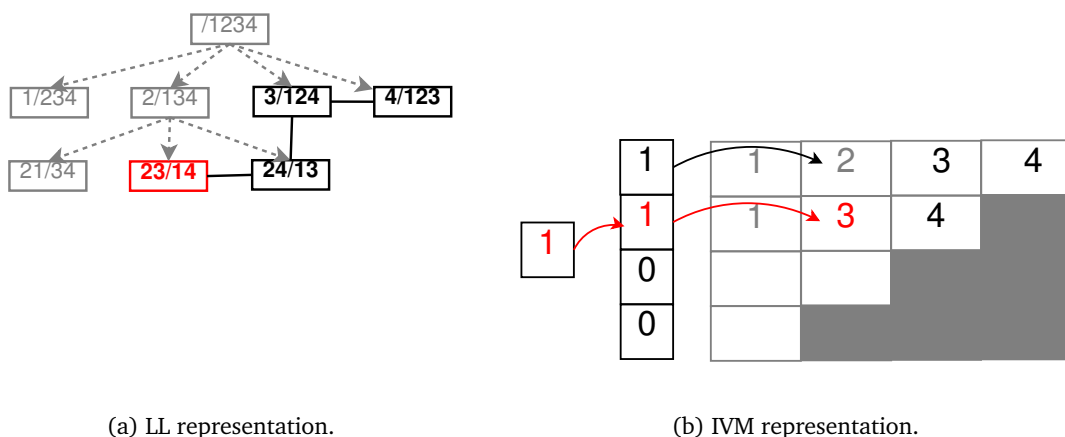 /1234
1/234 2/134 3/124 4/123
21/34 23/14 24/13
1 1 2 3 4
1 1 1 3 4
0
0
(a) LL representation. (b) IVM representation.